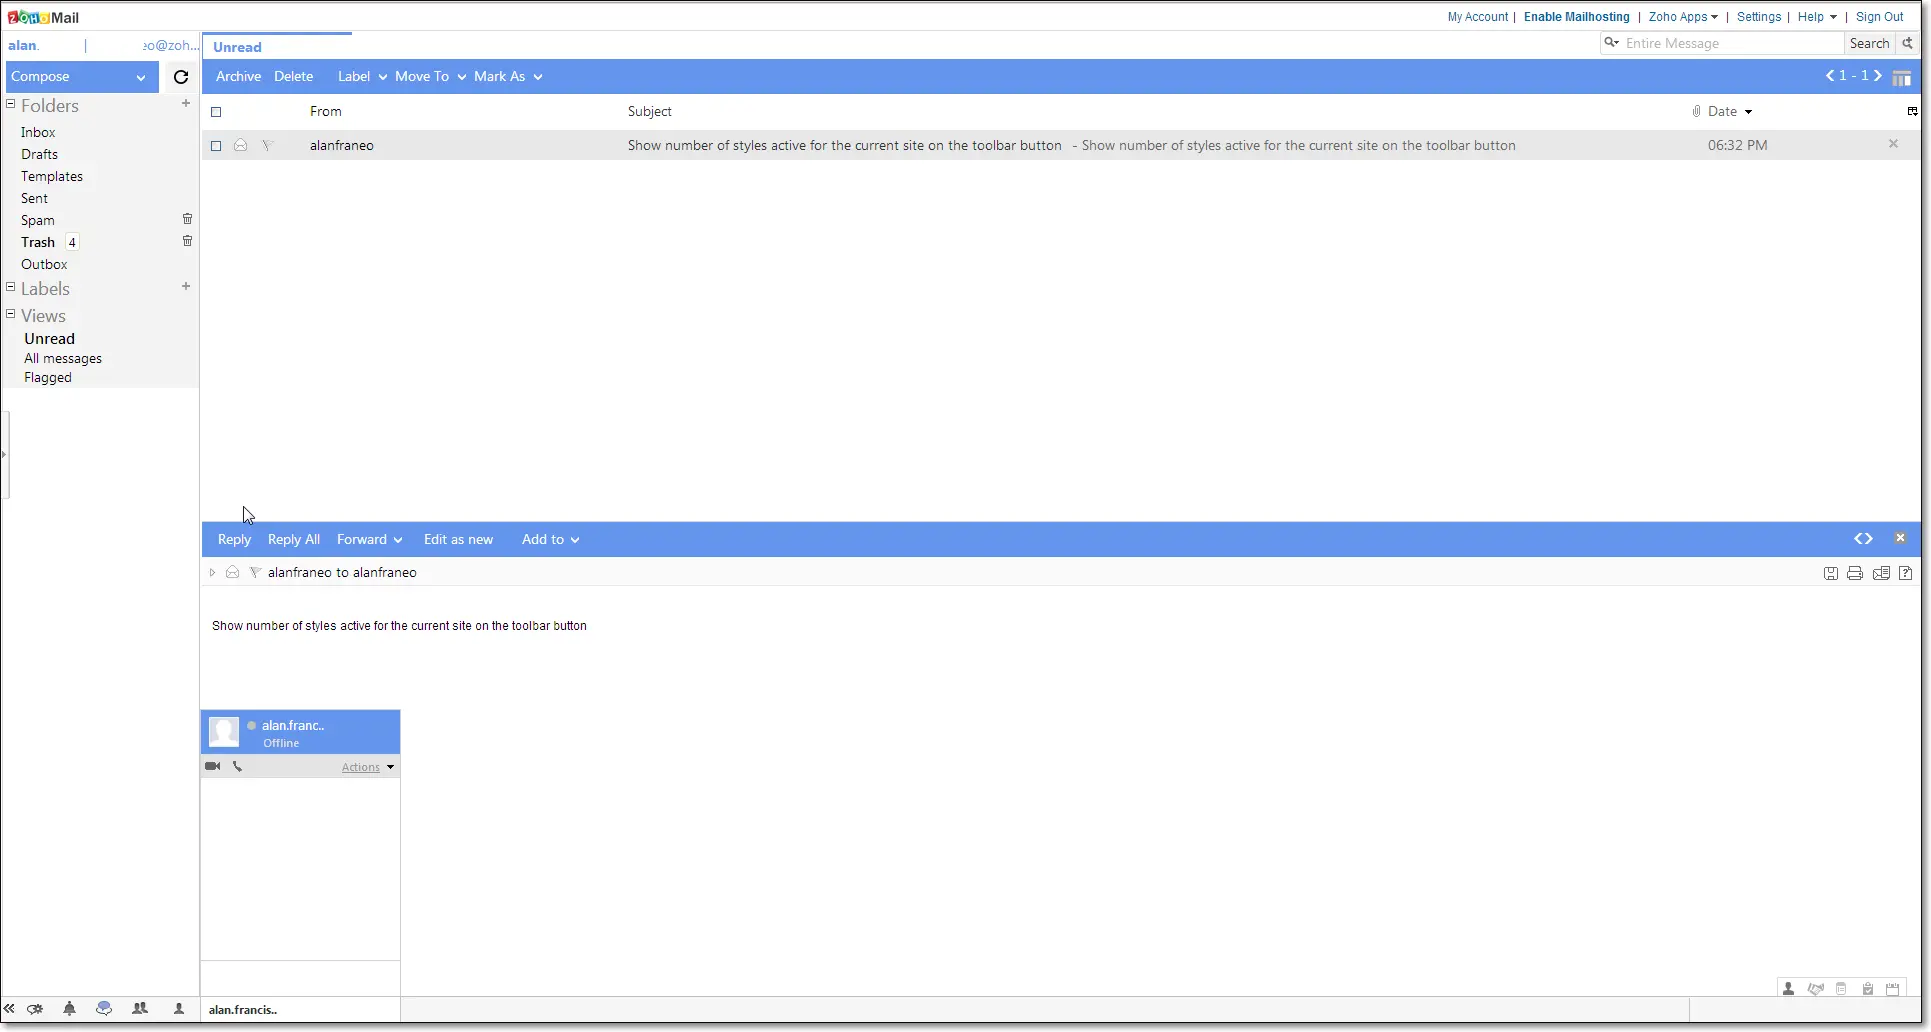 ZOHO Mail
My Account | Enable Mailhosting | Zoho Apps | Settings | Help | Sign Out
alan. | eo@zoh...
Unread
Entire Message
Search
Compose
Archive Delete Label Move To Mark As
1 - 1
Folders
From Subject Date
Inbox
alanfraneo Show number of styles active for the current site on the toolbar button - Show number of styles active for the current site on the toolbar button 06:32 PM
Drafts
Templates
Sent
Spam
Trash 4
Outbox
Labels
Views
Unread
All messages
Flagged
Reply Reply All Forward Edit as new Add to
alanfraneo to alanfraneo
Show number of styles active for the current site on the toolbar button
alan.franc..
Offline
Actions
alan.francis..